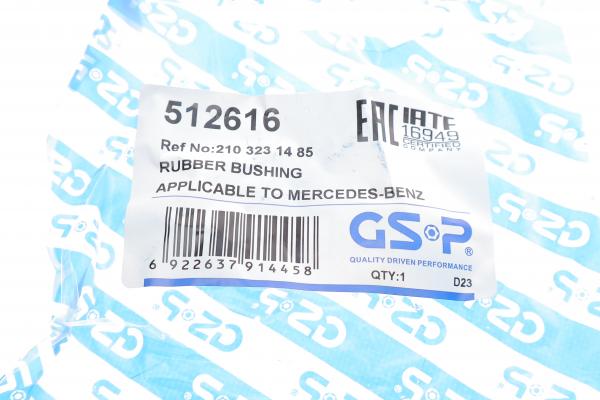 512616
Ref No:210 323 14 85
RUBBER BUSHING
APPLICABLE TO MERCEDES-BENZ
EAC
IATF
16949
CERTIFIED
COMPANY
6 922637 914458
GSP®
QUALITY DRIVEN PERFORMANCE
QTY:1
D23